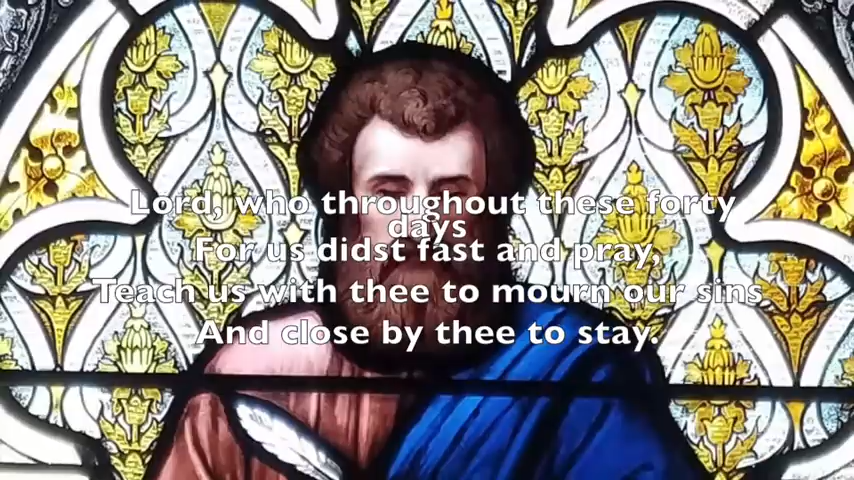 Lord, who throughout these forty
days
For us didst fast and pray,
Teach us with thee to mourn our sins
And close by thee to stay.